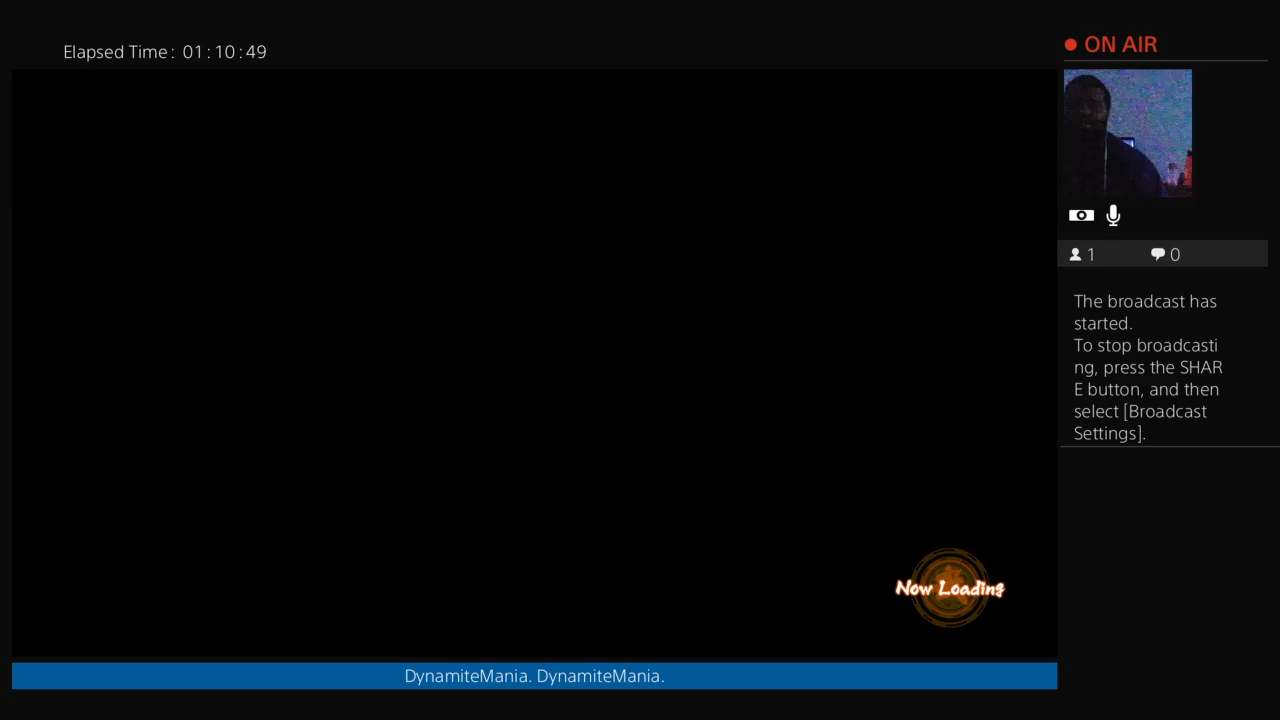 Elapsed Time: 01:10:49
ON AIR
1 0
The broadcast has
started.
To stop broadcasti
ng, press the SHAR
E button, and then
select [Broadcast
Settings].
Now Loading
DynamiteMania. DynamiteMania.